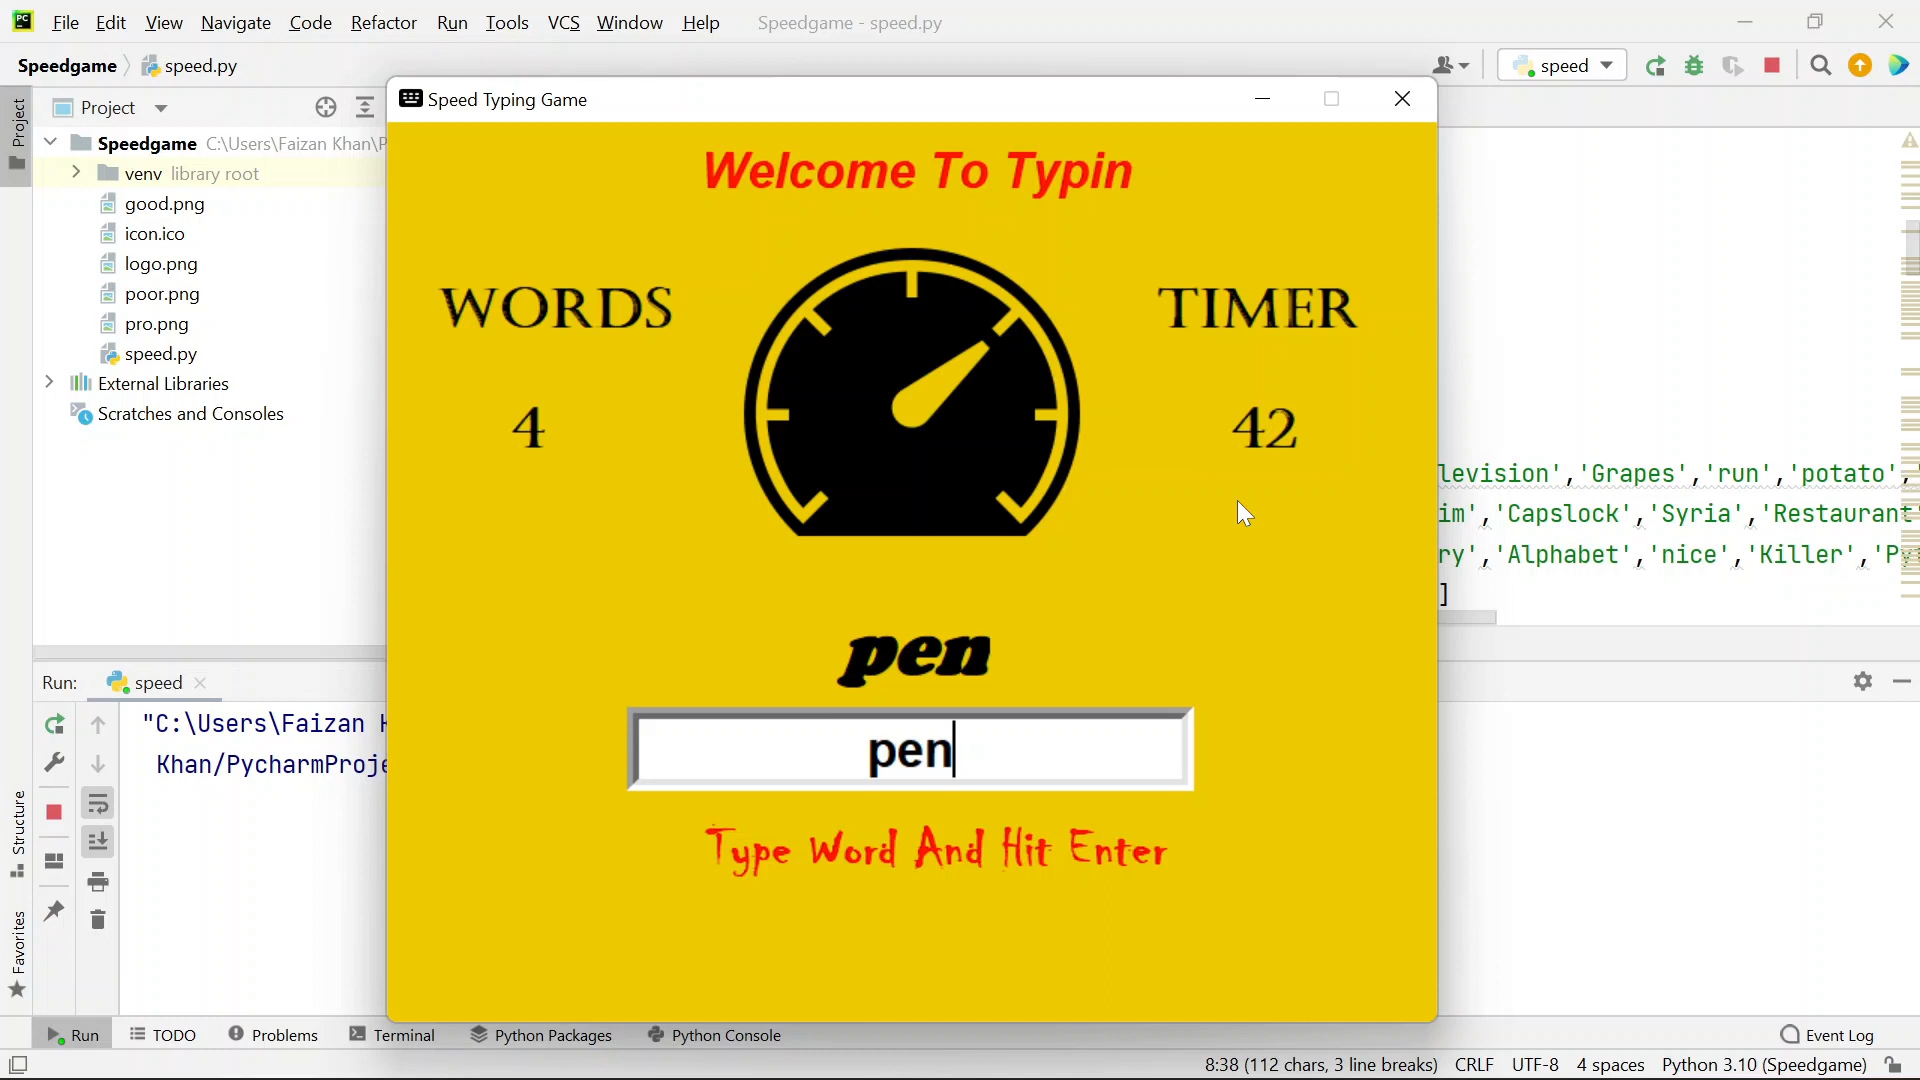 File Edit View Navigate Code Refactor Run Tools VCS Window Help Speedgame - speed.py
Speedgame speed.py speed
Project
Project
Speed Typing Game
Speedgame C:\Users\Faizan Khan\P
venv library root
good.png
icon.ico
logo.png
poor.png
pro.png
speed.py
External Libraries
Scratches and Consoles
Welcome To Typin
WORDS
TIMER
4
42
levision','Grapes','run','potato',
im','Capslock','Syria','Restaurant'
ry','Alphabet','nice','Killer','Py
]
pen
pen
Type Word And Hit Enter
Run: speed
"C:\Users\Faizan K
Khan/PycharmProje
Structure
Favorites
Run TODO Problems Terminal Python Packages Python Console Event Log
8:38 (112 chars, 3 line breaks) CRLF UTF-8 4 spaces Python 3.10 (Speedgame)